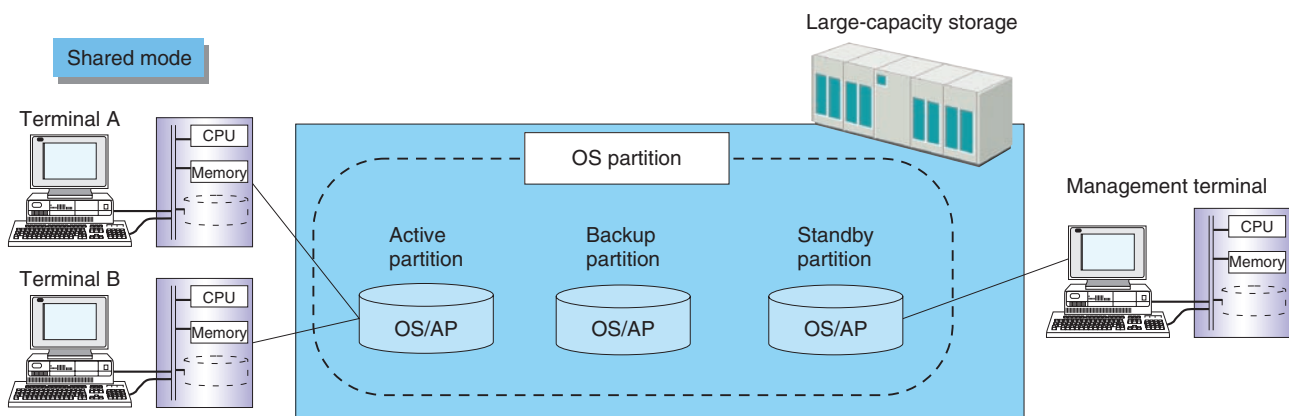 Large-capacity storage
Shared mode
Terminal A
CPU
Memory
OS partition
Management terminal
CPU
Memory
Active
partition
Backup
partition
Standby
partition
Terminal B
CPU
Memory
OS/AP
OS/AP
OS/AP